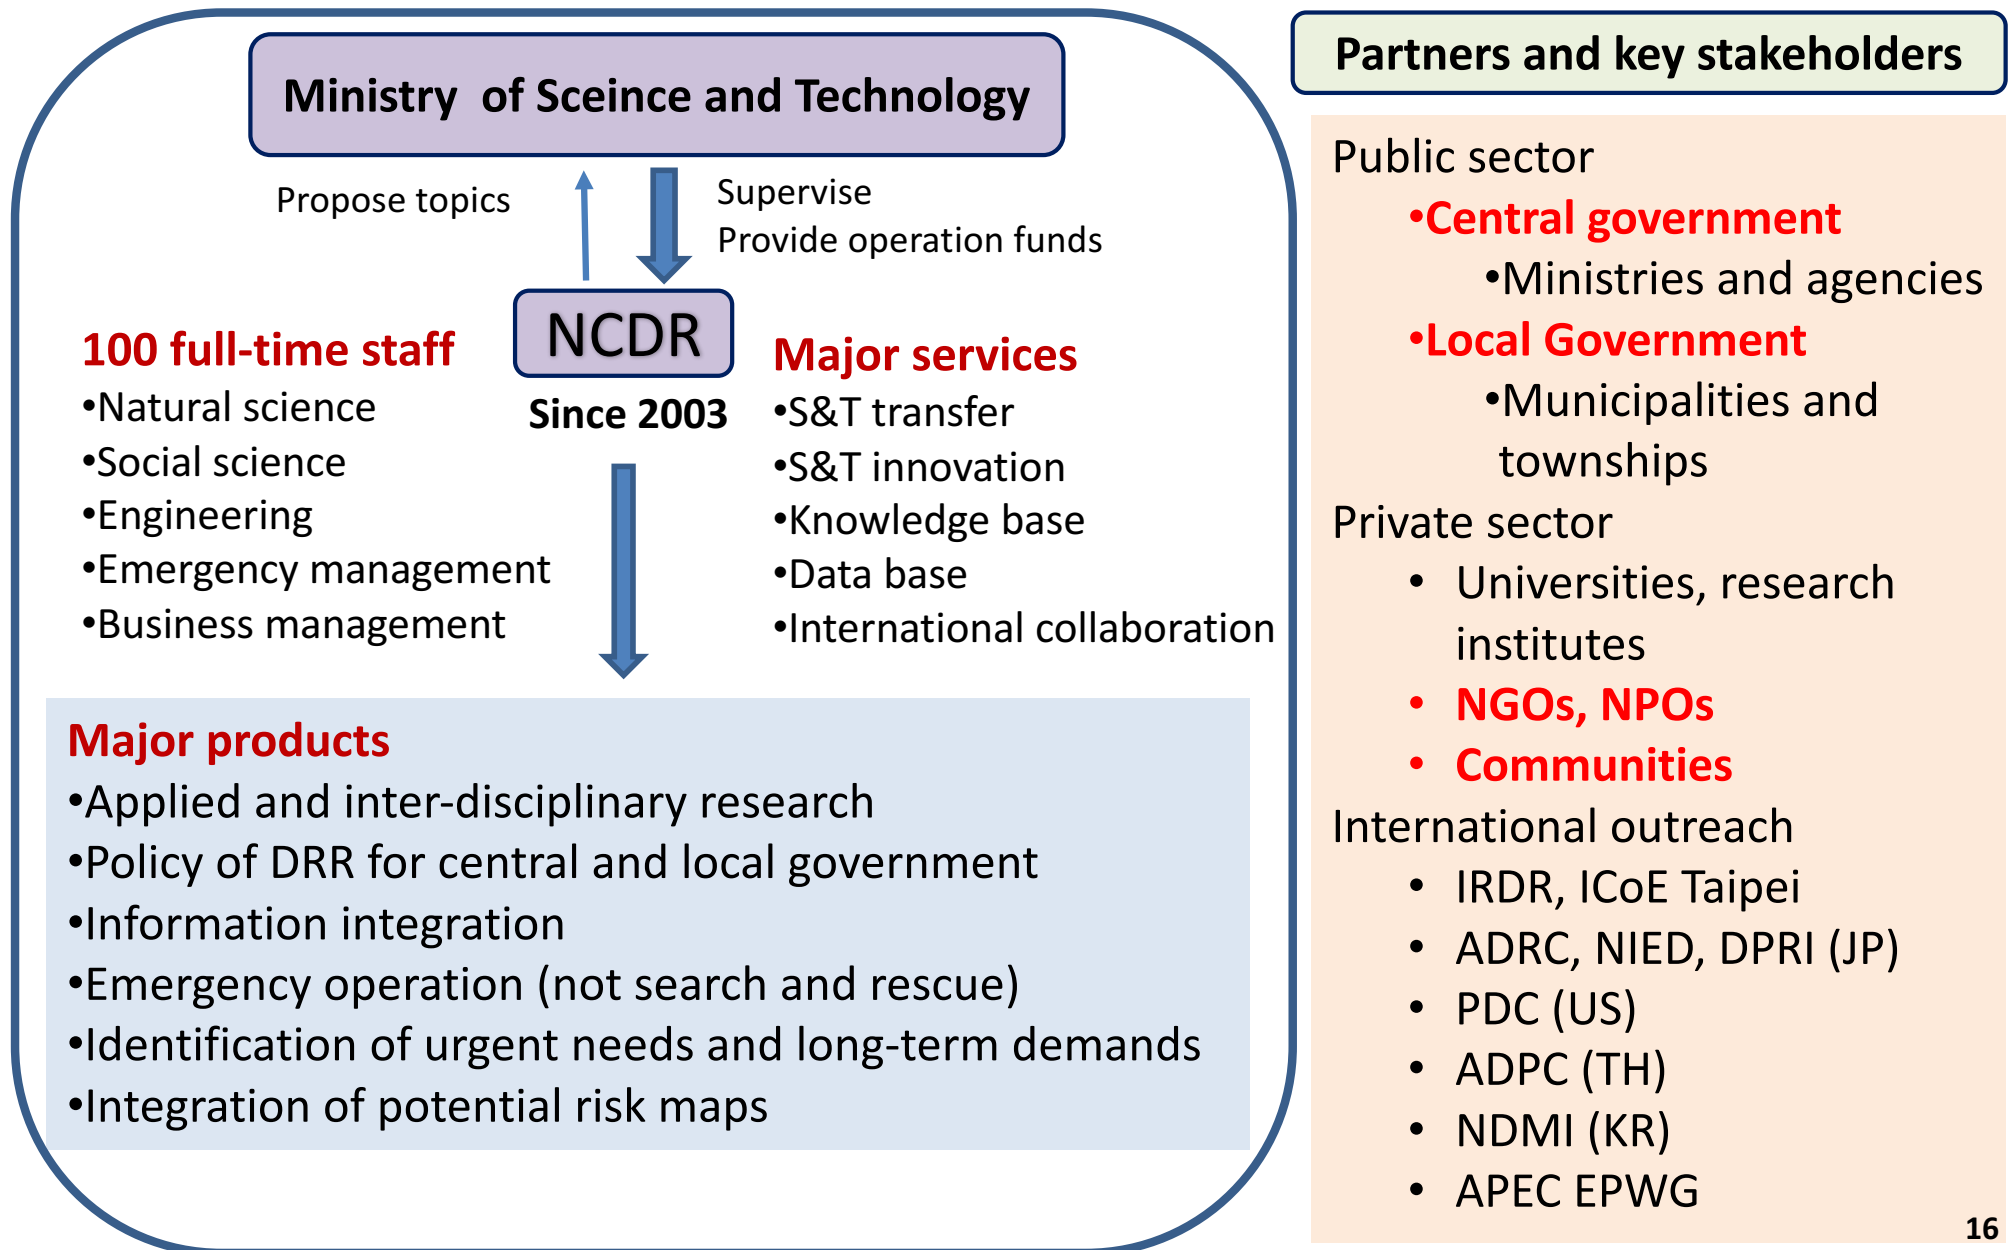 Ministry  of Sceince and Technology
Propose topics
Supervise
Provide operation funds
NCDR
Since 2003
100 full-time staff
•Natural science
•Social science
•Engineering
•Emergency management
•Business management
Major services
•S&T transfer
•S&T innovation
•Knowledge base
•Data base
•International collaboration
Major products
•Applied and inter-disciplinary research
•Policy of DRR for central and local government
•Information integration
•Emergency operation (not search and rescue)
•Identification of urgent needs and long-term demands
•Integration of potential risk maps
Partners and key stakeholders
Public sector
•Central government
•Ministries and agencies
•Local Government
•Municipalities and
townships
Private sector
• Universities, research
institutes
• NGOs, NPOs
• Communities
International outreach
• IRDR, ICoE Taipei
• ADRC, NIED, DPRI (JP)
• PDC (US)
• ADPC (TH)
• NDMI (KR)
• APEC EPWG
16